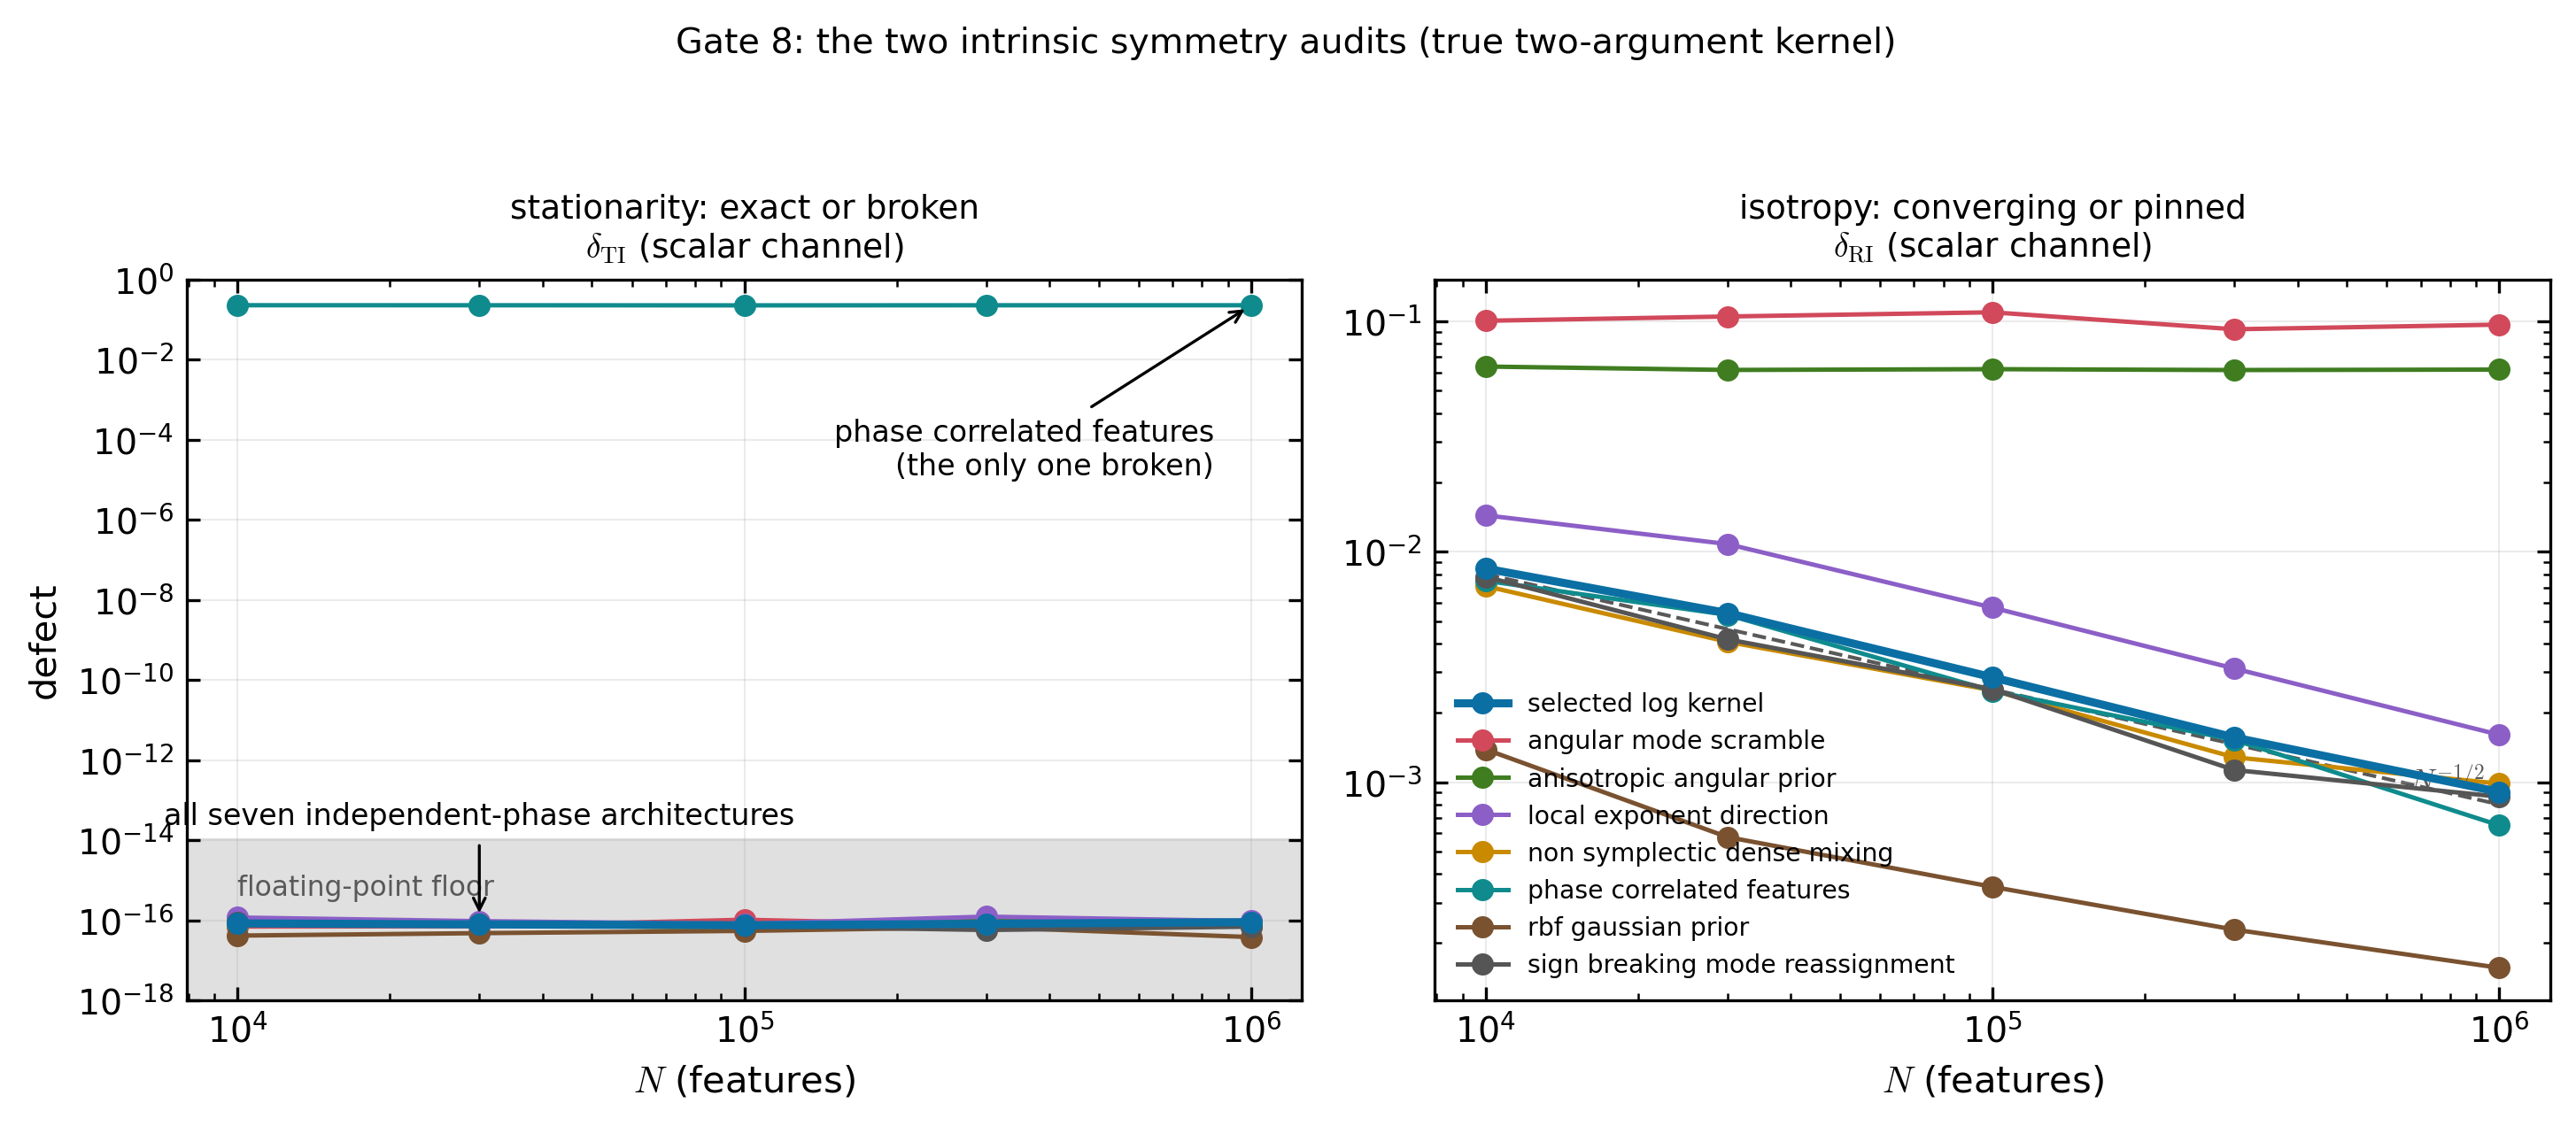 Gate 8: the two intrinsic symmetry audits (true two-argument kernel)
stationarity: exact or broken
δ_TI (scalar channel)
10^0
10^−2
10^−4
10^−6
10^−8
10^−10
10^−12
10^−14
10^−16
10^−18
defect
phase correlated features
(the only one broken)
all seven independent-phase architectures
floating-point floor
10^4
10^5
10^6
N (features)
isotropy: converging or pinned
δ_RI (scalar channel)
10^−1
10^−2
10^−3
N^−1/2
selected log kernel
angular mode scramble
anisotropic angular prior
local exponent direction
non symplectic dense mixing
phase correlated features
rbf gaussian prior
sign breaking mode reassignment
10^4
10^5
10^6
N (features)